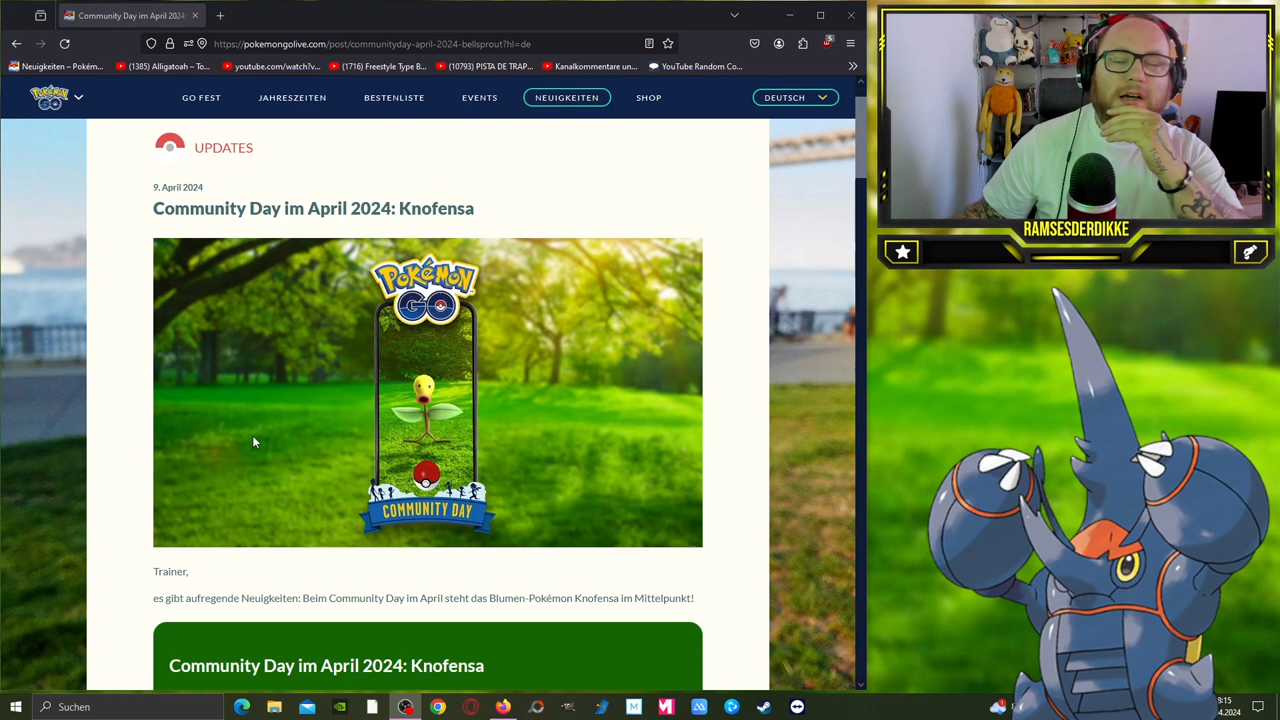 Community Day im April 2024:
https://pokemongolive.com/post/communityday-april-2024-bellsprout?hl=de
5
Neuigkeiten – Pokém...
(1385) Alligatoah – To...
youtube.com/watch?v...
(1716) Freestyle Type B...
(10793) PISTA DE TRAP...
Kanalkommentare un...
YouTube Random Co...
POKÉMON GO
GO FEST
JAHRESZEITEN
BESTENLISTE
EVENTS
NEUIGKEITEN
SHOP
DEUTSCH
UPDATES
9. April 2024
Community Day im April 2024: Knofensa
POKÉMON
GO
COMMUNITY DAY
Trainer,
es gibt aufregende Neuigkeiten: Beim Community Day im April steht das Blumen-Pokémon Knofensa im Mittelpunkt!
Community Day im April 2024: Knofensa
RAMSESDERDIKKE
Suchen